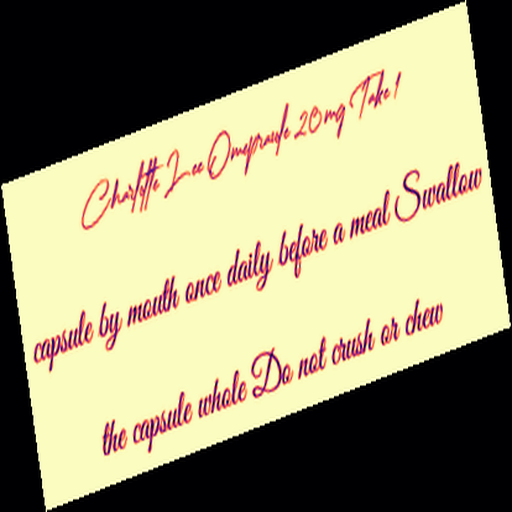 Charlotte Lee Omeprazole 20mg Take 1
capsule by mouth once daily before a meal Swallow
the capsule whole Do not crush or chew